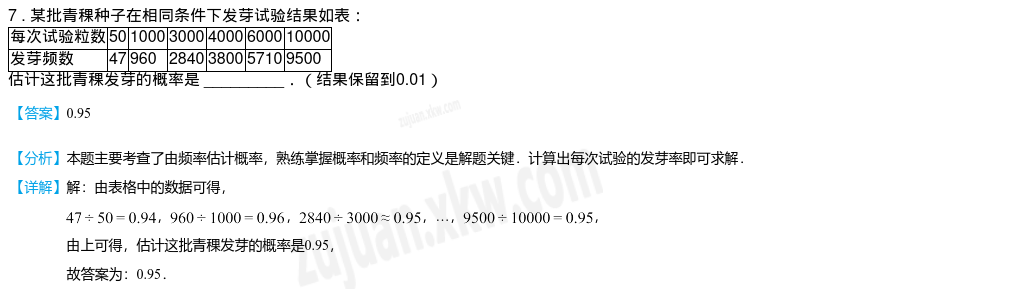 7．某批青稞种子在相同条件下发芽试验结果如表：
每次试验粒数 50 1000 3000 4000 6000 10000
发芽频数 47 960 2840 3800 5710 9500
估计这批青稞发芽的概率是 __________．（结果保留到0.01）
【答案】0.95
【分析】本题主要考查了由频率估计概率，熟练掌握概率和频率的定义是解题关键．计算出每次试验的发芽率即可求解．
【详解】解：由表格中的数据可得，
47÷50=0.94，960÷1000=0.96，2840÷3000≈0.95，…，9500÷10000=0.95，
由上可得，估计这批青稞发芽的概率是0.95，
故答案为：0.95．
zujuan.xkw.com
zujuan.xkw.com